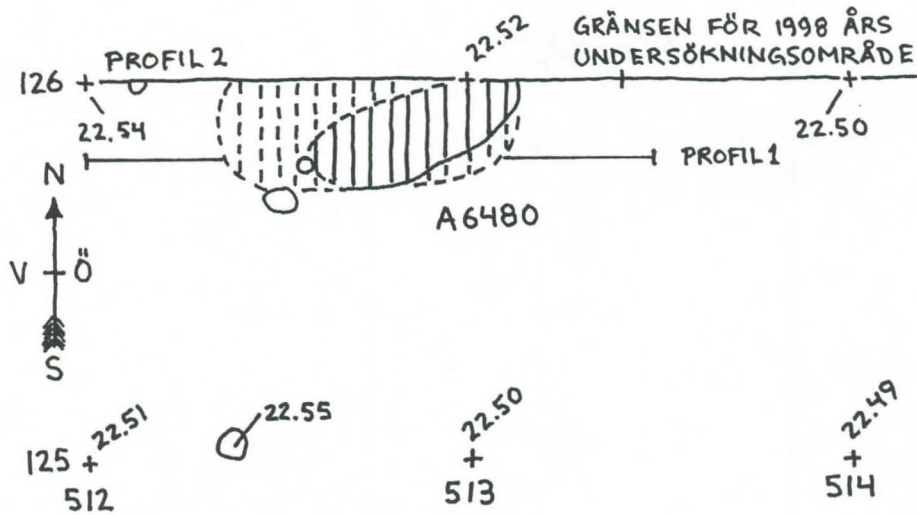 GRÄNSEN FÖR 1998 ÅRS
UNDERSÖKNINGSOMRÅDE
22.52
PROFIL 2
126
22.54
22.50
PROFIL 1
N
A6480
V Ö
S
22.51
22.55
22.50
22.49
125
512
513
514